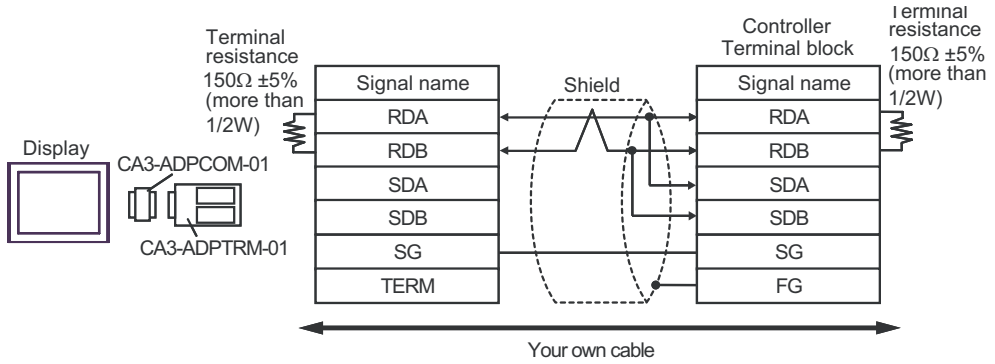 Terminal
resistance
150Ω ±5%
(more than
1/2W)
Display
CA3-ADPCOM-01
CA3-ADPTRM-01
Signal name
RDA
RDB
SDA
SDB
SG
TERM
Shield
Controller
Terminal block
Signal name
RDA
RDB
SDA
SDB
SG
FG
Terminal
resistance
150Ω ±5%
(more than
1/2W)
Your own cable